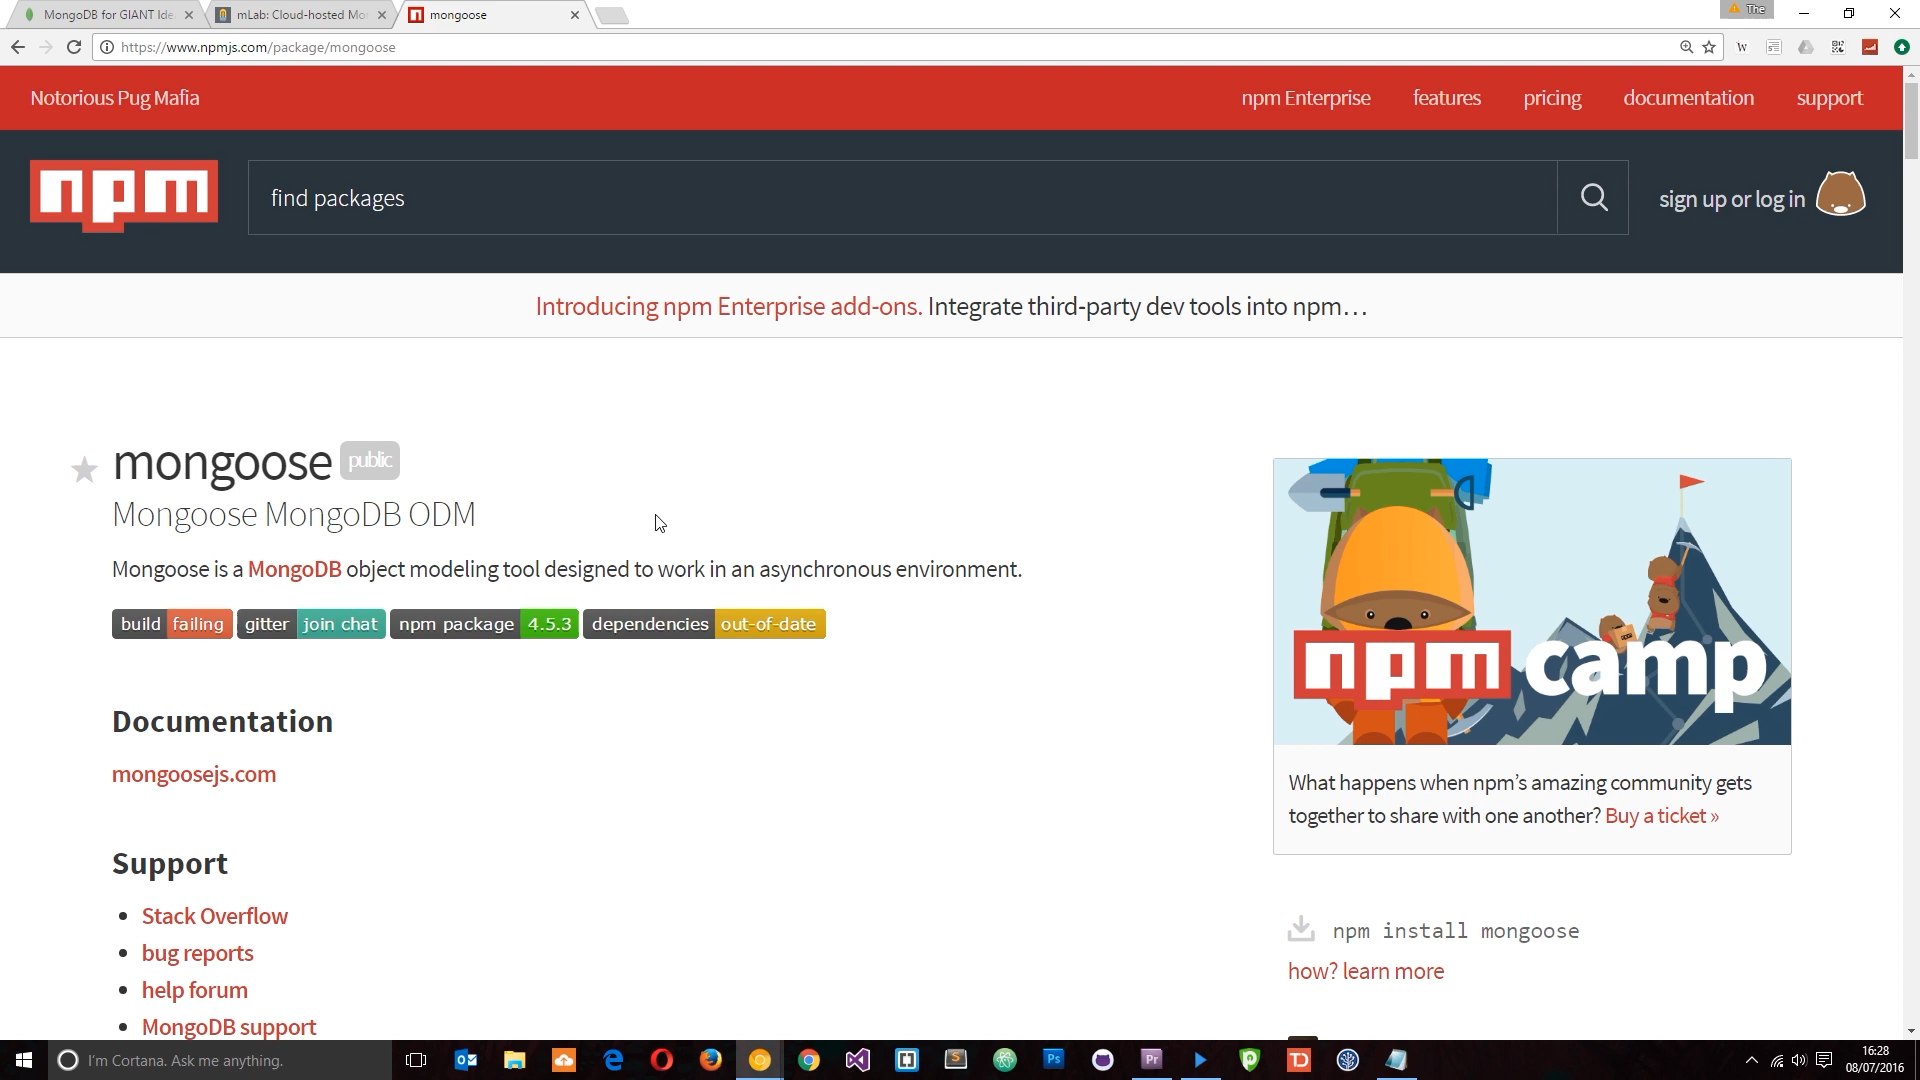 MongoDB for GIANT Ide
mLab: Cloud-hosted Mo
mongoose
The
https://www.npmjs.com/package/mongoose
W
Notorious Pug Mafia
npm Enterprise
features
pricing
documentation
support
npm
find packages
sign up or log in
Introducing npm Enterprise add-ons. Integrate third-party dev tools into npm…
mongoose public
Mongoose MongoDB ODM
Mongoose is a MongoDB object modeling tool designed to work in an asynchronous environment.
build failing gitter join chat npm package 4.5.3 dependencies out-of-date
Documentation
mongoosejs.com
Support
Stack Overflow
bug reports
help forum
MongoDB support
npm camp
What happens when npm’s amazing community gets
together to share with one another? Buy a ticket »
npm install mongoose
how? learn more
I'm Cortana. Ask me anything.
Ps
Pr
16:28
08/07/2016